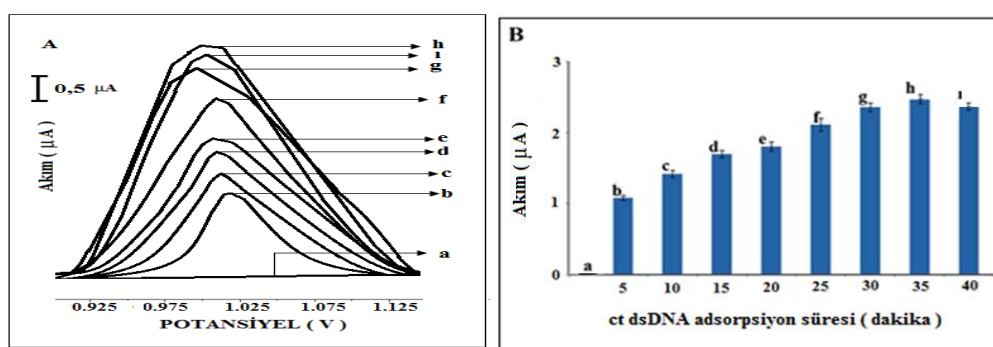 A
0,5 µA
Akım ( µA )
h
ı
g
f
e
d
c
b
a
0.925 0.975 1.025 1.075 1.125
POTANSİYEL ( V )
B
Akım ( µA )
3
2
1
0
a b c d e f g h ı
5 10 15 20 25 30 35 40
ct dsDNA adsorpsiyon süresi ( dakika )